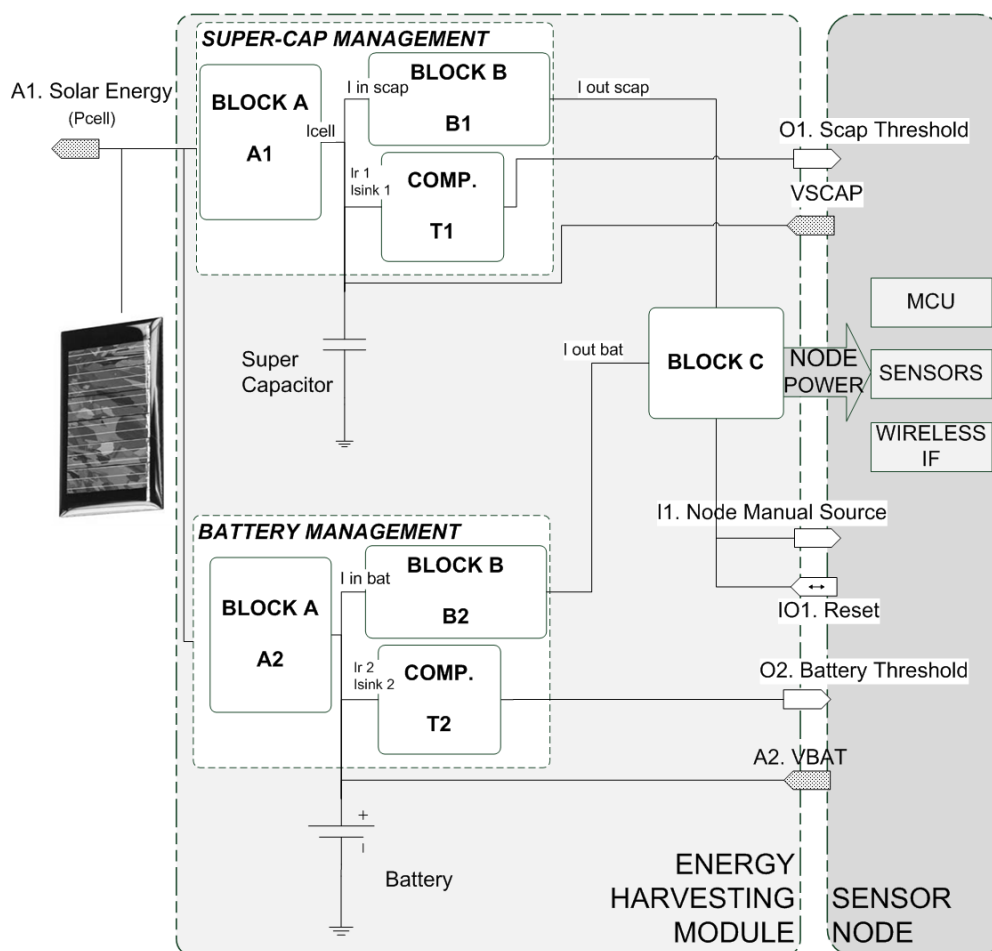 SUPER-CAP MANAGEMENT
A1. Solar Energy
(Pcell)
BLOCK A
A1
Icell
I in scap
BLOCK B
B1
I out scap
Ir 1
Isink 1
COMP.
T1
O1. Scap Threshold
VSCAP
Super
Capacitor
I out bat
BLOCK C
NODE
POWER
MCU
SENSORS
WIRELESS
IF
BATTERY MANAGEMENT
BLOCK A
A2
I in bat
BLOCK B
B2
Ir 2
Isink 2
COMP.
T2
I1. Node Manual Source
IO1. Reset
O2. Battery Threshold
A2. VBAT
+
Battery
ENERGY
HARVESTING
MODULE
SENSOR
NODE